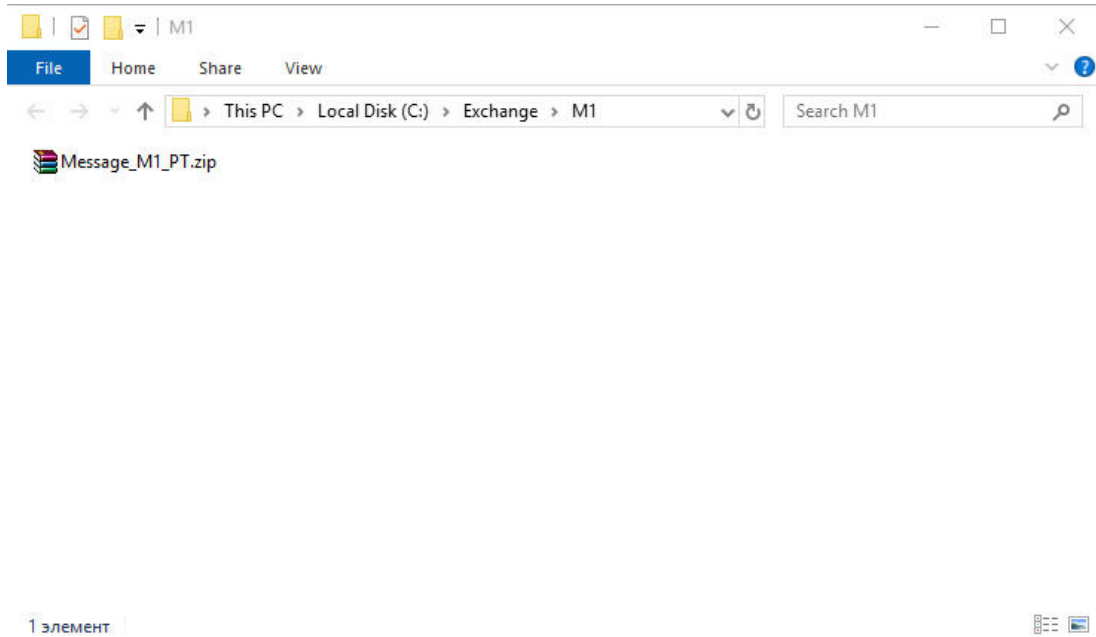 M1
File Home Share View
This PC > Local Disk (C:) > Exchange > M1 Search M1
Message_M1_PT.zip
1 элемент